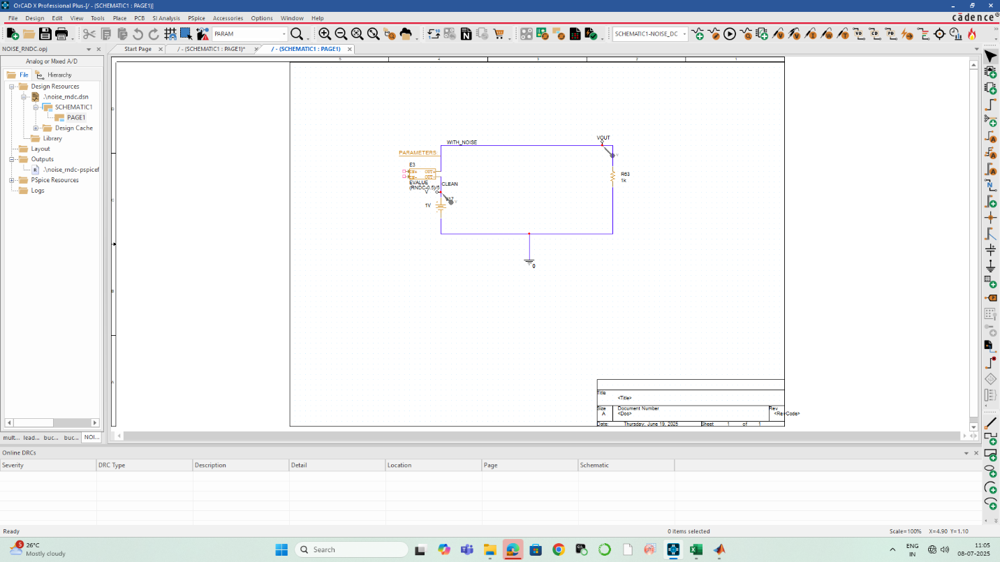 OrCAD X Professional Plus-[/ - (SCHEMATIC1 : PAGE1)]
File Design Edit View Tools Place PCB SI Analysis PSpice Accessories Options Window Help
cādence®
PARAM
SCHEMATIC1-NOISE_DC
NOISE_RNDC.opj
Start Page
/ - (SCHEMATIC1 : PAGE1)*
/ - (SCHEMATIC1 : PAGE1)
Analog or Mixed A/D
File
Hierarchy
Design Resources
.\noise_rndc.dsn
SCHEMATIC1
PAGE1
Design Cache
Library
Layout
Outputs
.\noise_rndc-pspicef
PSpice Resources
Logs
5 4 3 2 1
D
C
B
A
WITH_NOISE
VOUT
PARAMETERS
E3
IN+ OUT+
IN- OUT-
EVALUE
(RNDC-0.5)/5
CLEAN
V
1V
R63
1k
0
Title
<Title>
Size
A
Document Number
<Doc>
Rev
<RevCode>
Date: Thursday, June 19, 2025 Sheet 1 of 1
mult... lead... buc... buc... NOI...
Online DRCs
Severity DRC Type Description Detail Location Page Schematic
Ready
0 items selected
Scale=100% X=4.90 Y=1.10
5
26°C
Mostly cloudy
Search
ENG
IN
11:05
08-07-2025